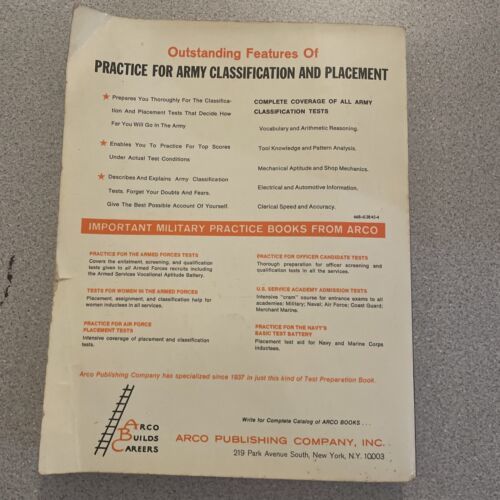 Outstanding Features Of
PRACTICE FOR ARMY CLASSIFICATION AND PLACEMENT
Prepares You Thoroughly For The Classifica-
tion And Placement Tests That Decide How
Far You Will Go In The Army
Enables You To Practice For Top Scores
Under Actual Test Conditions
Describes And Explains Army Classification
Tests. Forget Your Doubts And Fears.
Give The Best Possible Account Of Yourself.
COMPLETE COVERAGE OF ALL ARMY
CLASSIFICATION TESTS
Vocabulary and Arithmetic Reasoning.
Tool Knowledge and Pattern Analysis.
Mechanical Aptitude and Shop Mechanics.
Electrical and Automotive Information.
Clarical Speed and Accuracy.
IMPORTANT MILITARY PRACTICE BOOKS FROM ARCO
PRACTICE FOR THE ARMED FORCES TESTS
Covers the enlistment, screening, and qualification
tests given to all Armed Forces recruits including
the Armed Services Vocational Aptitude Battery.
TESTS FOR WOMEN IN THE ARMED FORCES
Placement, assignment, and classification help for
women inductees in all services.
PRACTICE FOR AIR FORCE
PLACEMENT TESTS
Intensive coverage of placement and classification
tests.
PRACTICE FOR OFFICER CANDIDATE TESTS
Thorough preparation for officer screening and
qualification tests in all the services.
U.S. SERVICE ACADEMY ADMISSION TESTS
Intensive "cram" course for entrance exams to all
academies; Military; Naval; Air Force; Coast Guard;
Merchant Marine.
PRACTICE FOR THE NAVY'S
BASIC TEST BATTERY
Placement test aid for Navy and Marine Corps
inductees.
Arco Publishing Company has specialized since 1937 in just this kind of Test Preparation Book.
ARCO
BUILDS
CAREERS
Write for Complete Catalog of ARCO BOOKS ...
ARCO PUBLISHING COMPANY, INC.
219 Park Avenue South, New York, N.Y. 10003